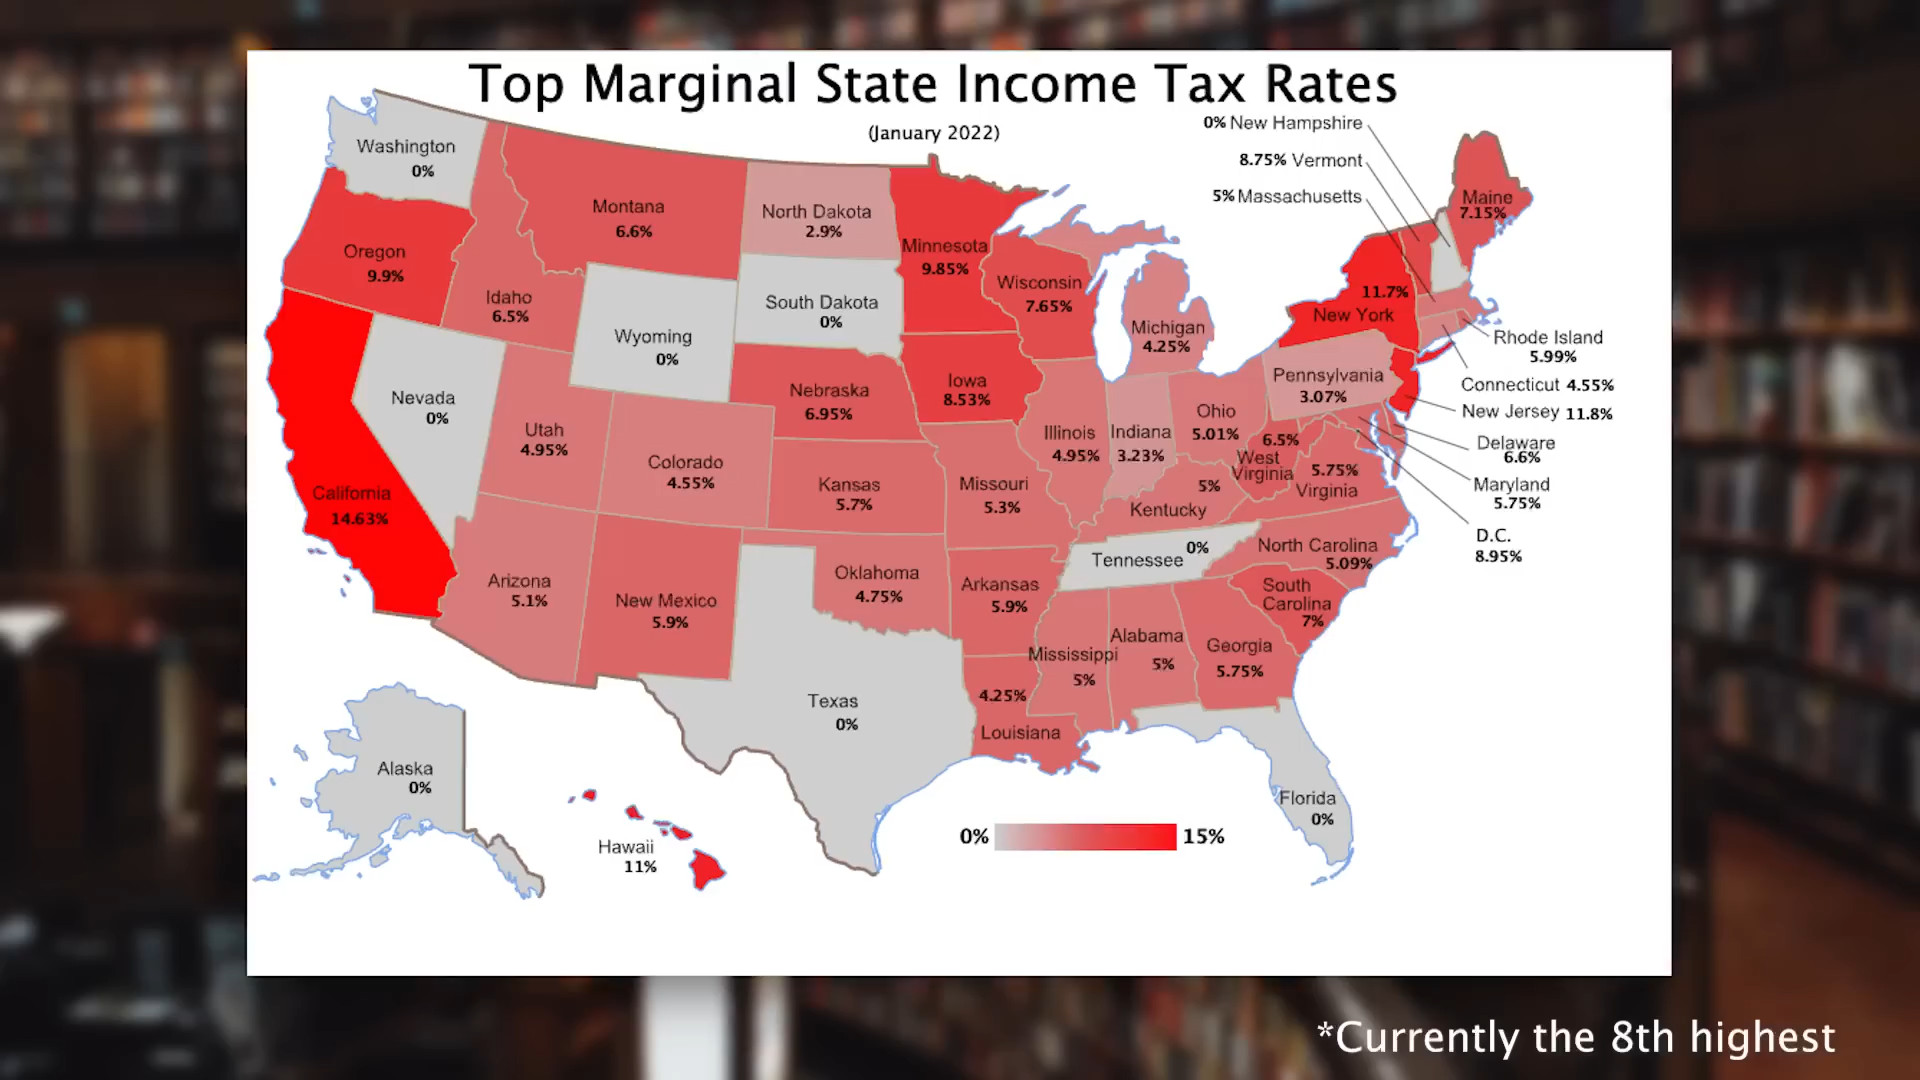 Top Marginal State Income Tax Rates
(January 2022)
0% New Hampshire
8.75% Vermont
5% Massachusetts
Washington
0%
Maine
7.15%
Montana
6.6%
North Dakota
2.9%
Minnesota
9.85%
Oregon
9.9%
Idaho
6.5%
Wisconsin
7.65%
South Dakota
0%
11.7%
New York
Wyoming
0%
Michigan
4.25%
Rhode Island
5.99%
Nevada
0%
Nebraska
6.95%
Iowa
8.53%
Pennsylvania
3.07%
Connecticut 4.55%
New Jersey 11.8%
Utah
4.95%
Colorado
4.55%
Illinois
4.95%
Indiana
3.23%
Ohio
5.01%
6.5%
West
Virginia
5.75%
Virginia
Delaware
6.6%
Maryland
5.75%
D.C.
8.95%
California
14.63%
Kansas
5.7%
Missouri
5.3%
5%
Kentucky
Tennessee
0%
North Carolina
5.09%
Arizona
5.1%
New Mexico
5.9%
Oklahoma
4.75%
Arkansas
5.9%
South
Carolina
7%
Mississippi
5%
Alabama
5%
Georgia
5.75%
Texas
0%
4.25%
Louisiana
Alaska
0%
Hawaii
11%
Florida
0%
0%
15%
*Currently the 8th highest